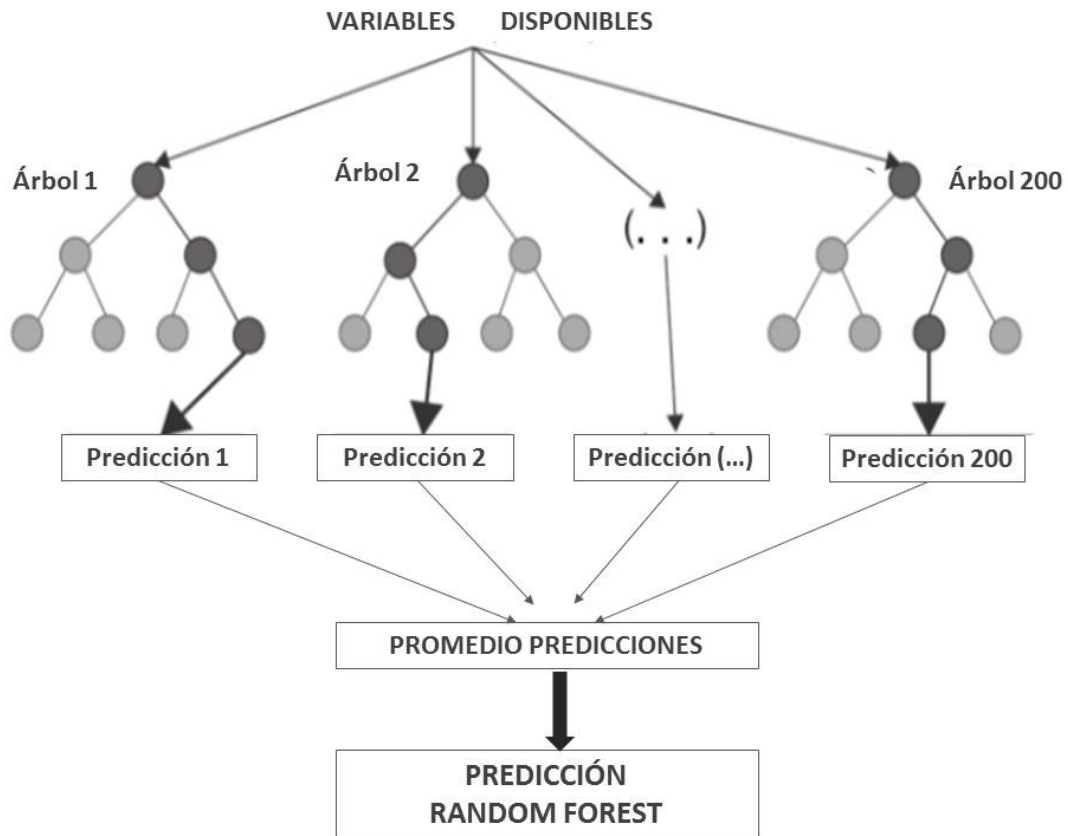 VARIABLES DISPONIBLES
Árbol 1
Árbol 2
(. . .)
Árbol 200
Predicción 1
Predicción 2
Predicción (...)
Predicción 200
PROMEDIO PREDICCIONES
PREDICCIÓN
RANDOM FOREST